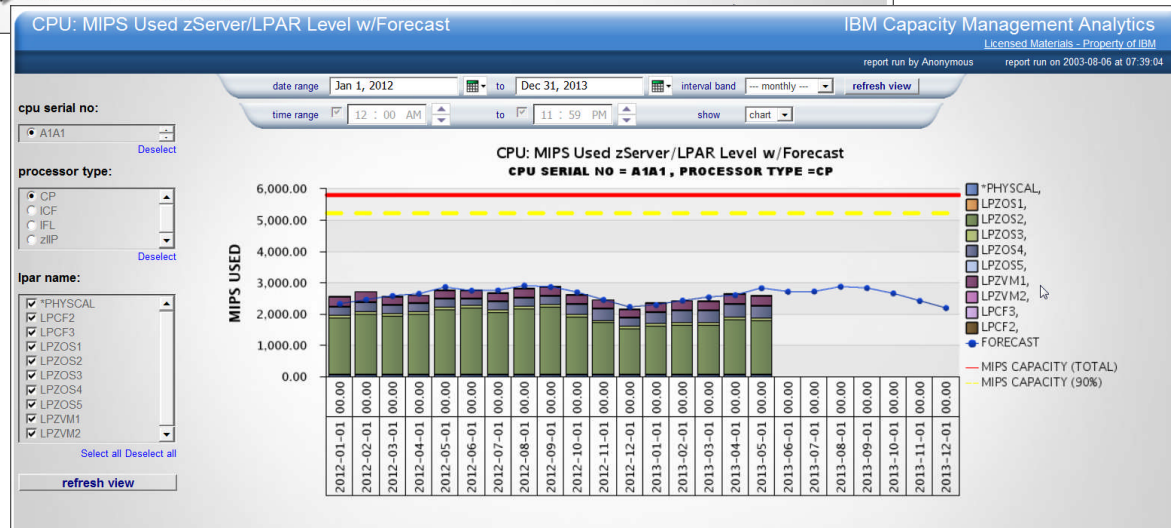 CPU: MIPS Used zServer/LPAR Level w/Forecast
IBM Capacity Management Analytics
Licensed Materials - Property of IBM
report run by Anonymous report run on 2003-08-06 at 07:39:04
date range Jan 1, 2012 to Dec 31, 2013 interval band --- monthly --- refresh view
time range 12 : 00 AM to 11 : 59 PM show chart
cpu serial no:
A1A1
Deselect
processor type:
CP
ICF
IFL
zIIP
Deselect
lpar name:
*PHYSCAL
LPCF2
LPCF3
LPZOS1
LPZOS2
LPZOS3
LPZOS4
LPZOS5
LPZVM1
LPZVM2
Select all Deselect all
refresh view
CPU: MIPS Used zServer/LPAR Level w/Forecast
CPU SERIAL NO = A1A1 , PROCESSOR TYPE =CP
MIPS USED
6,000.00
5,000.00
4,000.00
3,000.00
2,000.00
1,000.00
0.00
2012-01-01 00.00
2012-02-01 00.00
2012-03-01 00.00
2012-04-01 00.00
2012-05-01 00.00
2012-06-01 00.00
2012-07-01 00.00
2012-08-01 00.00
2012-09-01 00.00
2012-10-01 00.00
2012-11-01 00.00
2012-12-01 00.00
2013-01-01 00.00
2013-02-01 00.00
2013-03-01 00.00
2013-04-01 00.00
2013-05-01 00.00
2013-06-01 00.00
2013-07-01 00.00
2013-08-01 00.00
2013-09-01 00.00
2013-10-01 00.00
2013-11-01 00.00
2013-12-01 00.00
*PHYSCAL,
LPZOS1,
LPZOS2,
LPZOS3,
LPZOS4,
LPZOS5,
LPZVM1,
LPZVM2,
LPCF3,
LPCF2,
FORECAST
MIPS CAPACITY (TOTAL)
MIPS CAPACITY (90%)